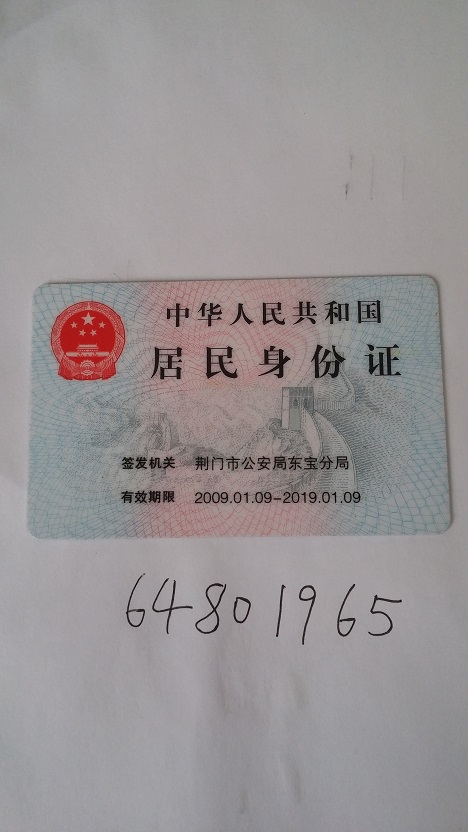 中华人民共和国
居民身份证
签发机关 荆门市公安局东宝分局
有效期限 2009.01.09-2019.01.09
64801965